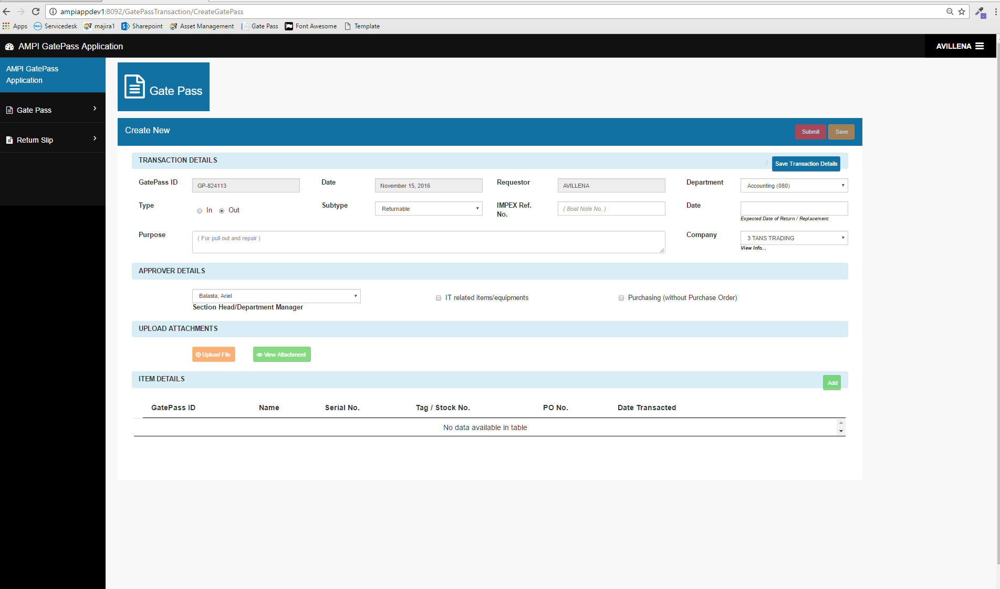 ampiappdev1:8092/GatePassTransaction/CreateGatePass
Apps Servicedesk majira1 Sharepoint Asset Management Gate Pass Font Awesome Template
AMPI GatePass Application
AVILLENA
AMPI GatePass
Application
Gate Pass
Return Slip
Gate Pass
Create New
Submit Save
TRANSACTION DETAILS
/ Save Transaction Details
GatePass ID GP-824113 Date November 15, 2016 Requestor AVILLENA Department Accounting (080)
Type In Out Subtype Returnable IMPEX Ref. No. ( Boat Note No. ) Date
Expected Date of Return / Replacement
Purpose ( For pull out and repair ) Company 3 TANS TRADING
View Info...
APPROVER DETAILS
Balasta, Ariel IT related items/equipments Purchasing (without Purchase Order)
Section Head/Department Manager
UPLOAD ATTACHMENTS
Upload File View Attachment
ITEM DETAILS
Add
GatePass ID Name Serial No. Tag / Stock No. PO No. Date Transacted
No data available in table